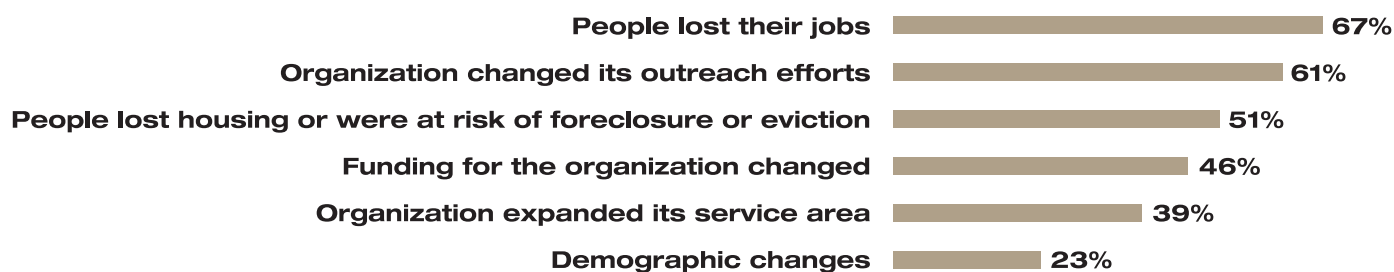 People lost their jobs 67%
Organization changed its outreach efforts 61%
People lost housing or were at risk of foreclosure or eviction 51%
Funding for the organization changed 46%
Organization expanded its service area 39%
Demographic changes 23%